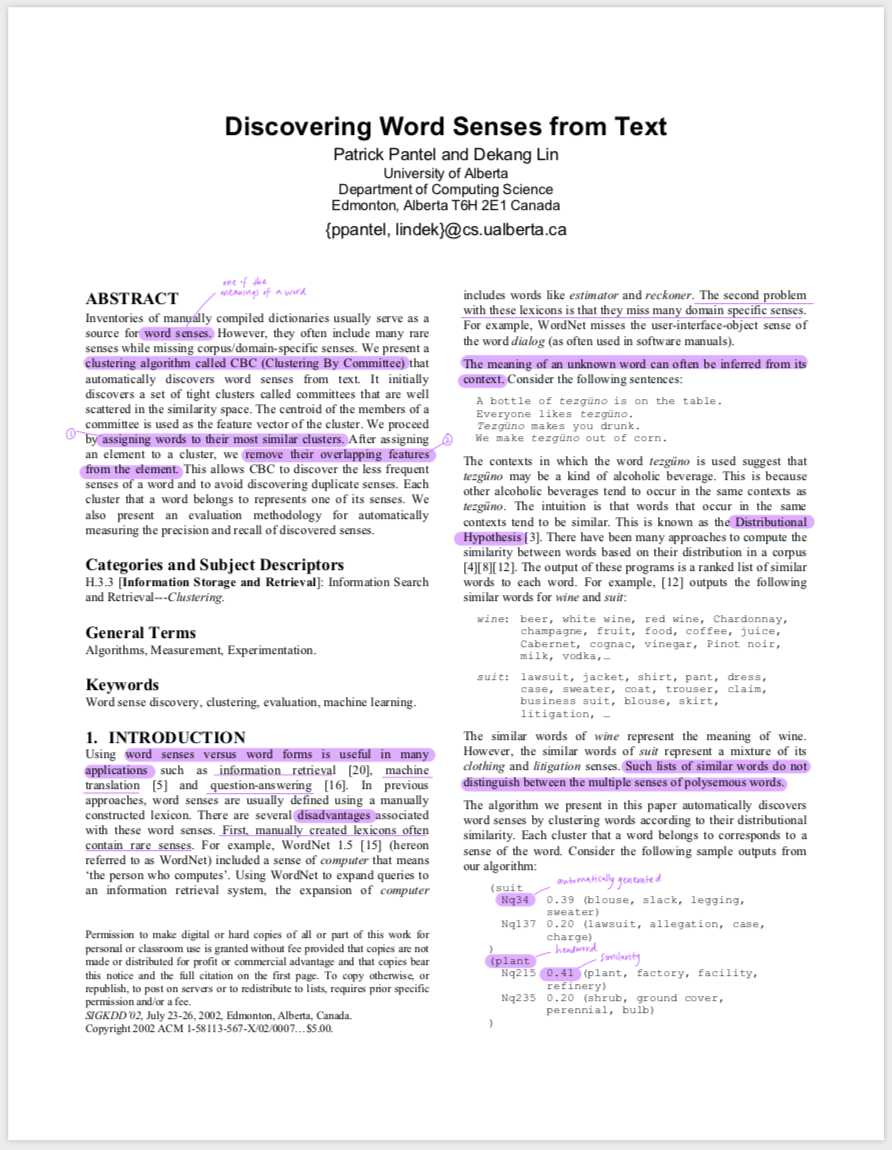 Discovering Word Senses from Text
Patrick Pantel and Dekang Lin
University of Alberta
Department of Computing Science
Edmonton, Alberta T6H 2E1 Canada
{ppantel, lindek}@cs.ualberta.ca
one of the
meanings of a word
ABSTRACT
Inventories of manually compiled dictionaries usually serve as a
source for word senses. However, they often include many rare
senses while missing corpus/domain-specific senses. We present a
clustering algorithm called CBC (Clustering By Committee) that
automatically discovers word senses from text. It initially
discovers a set of tight clusters called committees that are well
scattered in the similarity space. The centroid of the members of a
committee is used as the feature vector of the cluster. We proceed
① by assigning words to their most similar clusters. After assigning
an element to a cluster, we remove their overlapping features ②
from the element. This allows CBC to discover the less frequent
senses of a word and to avoid discovering duplicate senses. Each
cluster that a word belongs to represents one of its senses. We
also present an evaluation methodology for automatically
measuring the precision and recall of discovered senses.
Categories and Subject Descriptors
H.3.3 [Information Storage and Retrieval]: Information Search
and Retrieval---Clustering.
General Terms
Algorithms, Measurement, Experimentation.
Keywords
Word sense discovery, clustering, evaluation, machine learning.
1. INTRODUCTION
Using word senses versus word forms is useful in many
applications such as information retrieval [20], machine
translation [5] and question-answering [16]. In previous
approaches, word senses are usually defined using a manually
constructed lexicon. There are several disadvantages associated
with these word senses. First, manually created lexicons often
contain rare senses. For example, WordNet 1.5 [15] (hereon
referred to as WordNet) included a sense of computer that means
‘the person who computes’. Using WordNet to expand queries to
an information retrieval system, the expansion of computer
Permission to make digital or hard copies of all or part of this work for
personal or classroom use is granted without fee provided that copies are not
made or distributed for profit or commercial advantage and that copies bear
this notice and the full citation on the first page. To copy otherwise, or
republish, to post on servers or to redistribute to lists, requires prior specific
permission and/or a fee.
SIGKDD’02, July 23-26, 2002, Edmonton, Alberta, Canada.
Copyright 2002 ACM 1-58113-567-X/02/0007…$5.00.
includes words like estimator and reckoner. The second problem
with these lexicons is that they miss many domain specific senses.
For example, WordNet misses the user-interface-object sense of
the word dialog (as often used in software manuals).
The meaning of an unknown word can often be inferred from its
context. Consider the following sentences:
A bottle of tezgüno is on the table.
Everyone likes tezgüno.
Tezgüno makes you drunk.
We make tezgüno out of corn.
The contexts in which the word tezgüno is used suggest that
tezgüno may be a kind of alcoholic beverage. This is because
other alcoholic beverages tend to occur in the same contexts as
tezgüno. The intuition is that words that occur in the same
contexts tend to be similar. This is known as the Distributional
Hypothesis [3]. There have been many approaches to compute the
similarity between words based on their distribution in a corpus
[4][8][12]. The output of these programs is a ranked list of similar
words to each word. For example, [12] outputs the following
similar words for wine and suit:
wine: beer, white wine, red wine, Chardonnay,
champagne, fruit, food, coffee, juice,
Cabernet, cognac, vinegar, Pinot noir,
milk, vodka,…
suit: lawsuit, jacket, shirt, pant, dress,
case, sweater, coat, trouser, claim,
business suit, blouse, skirt,
litigation, …
The similar words of wine represent the meaning of wine.
However, the similar words of suit represent a mixture of its
clothing and litigation senses. Such lists of similar words do not
distinguish between the multiple senses of polysemous words.
The algorithm we present in this paper automatically discovers
word senses by clustering words according to their distributional
similarity. Each cluster that a word belongs to corresponds to a
sense of the word. Consider the following sample outputs from
our algorithm:
automatically generated
(suit
Nq34 0.39 (blouse, slack, legging,
sweater)
Nq137 0.20 (lawsuit, allegation, case,
charge)
)
headword
(plant
similarity
Nq215 0.41 (plant, factory, facility,
refinery)
Nq235 0.20 (shrub, ground cover,
perennial, bulb)
)